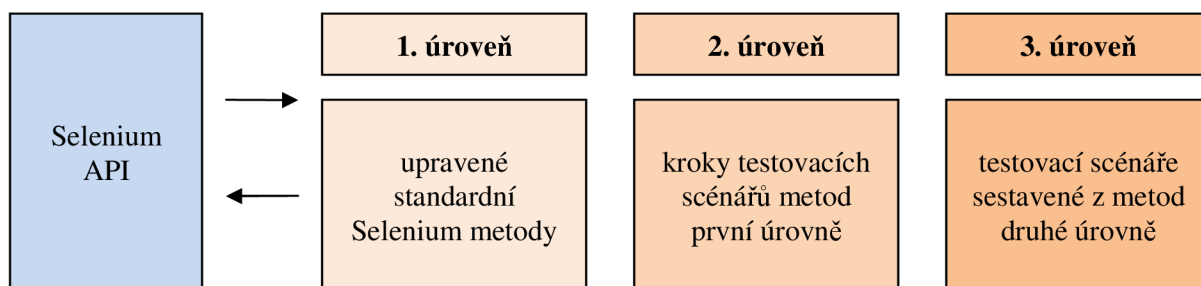 Selenium
API
1. úroveň
upravené
standardní
Selenium metody
2. úroveň
kroky testovacích
scénářů metod
první úrovně
3. úroveň
testovací scénáře
sestavené z metod
druhé úrovně